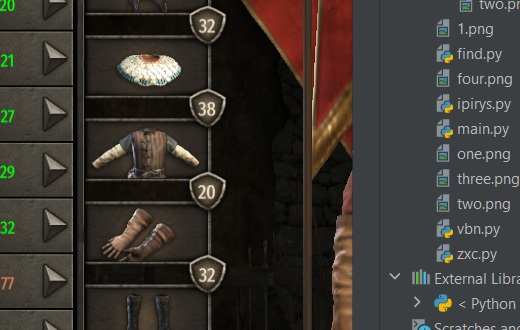 20
21
27
29
32
77
32
38
20
32
two.p
1.png
find.py
four.png
ipirys.py
main.py
one.png
three.png
two.png
vbn.py
zxc.py
External Libra
< Python
Scratches and